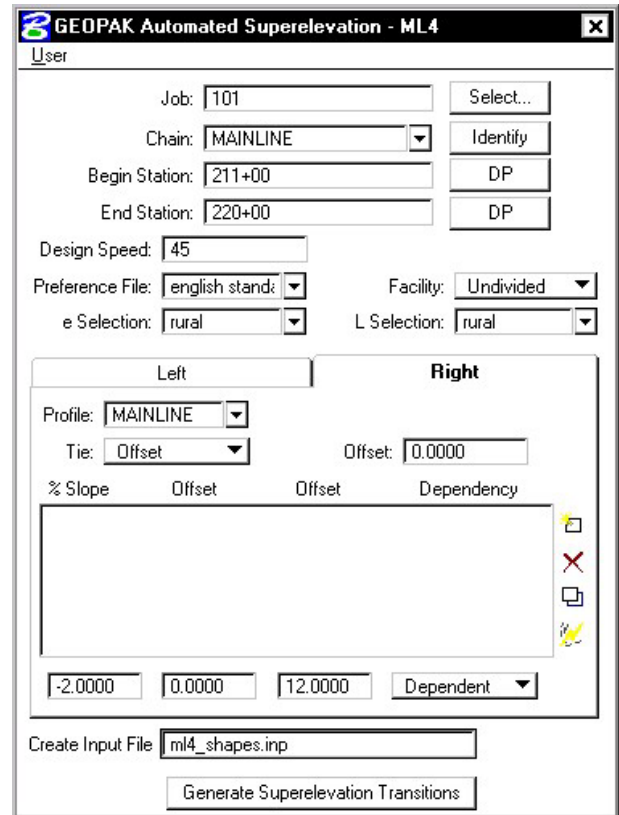 GEOPAK Automated Superelevation - ML4
User
Job: 101 Select...
Chain: MAINLINE Identify
Begin Station: 211+00 DP
End Station: 220+00 DP
Design Speed: 45
Preference File: english standa Facility: Undivided
e Selection: rural L Selection: rural
Left Right
Profile: MAINLINE
Tie: Offset Offset: 0.0000
% Slope Offset Offset Dependency
-2.0000 0.0000 12.0000 Dependent
Create Input File ml4_shapes.inp
Generate Superelevation Transitions